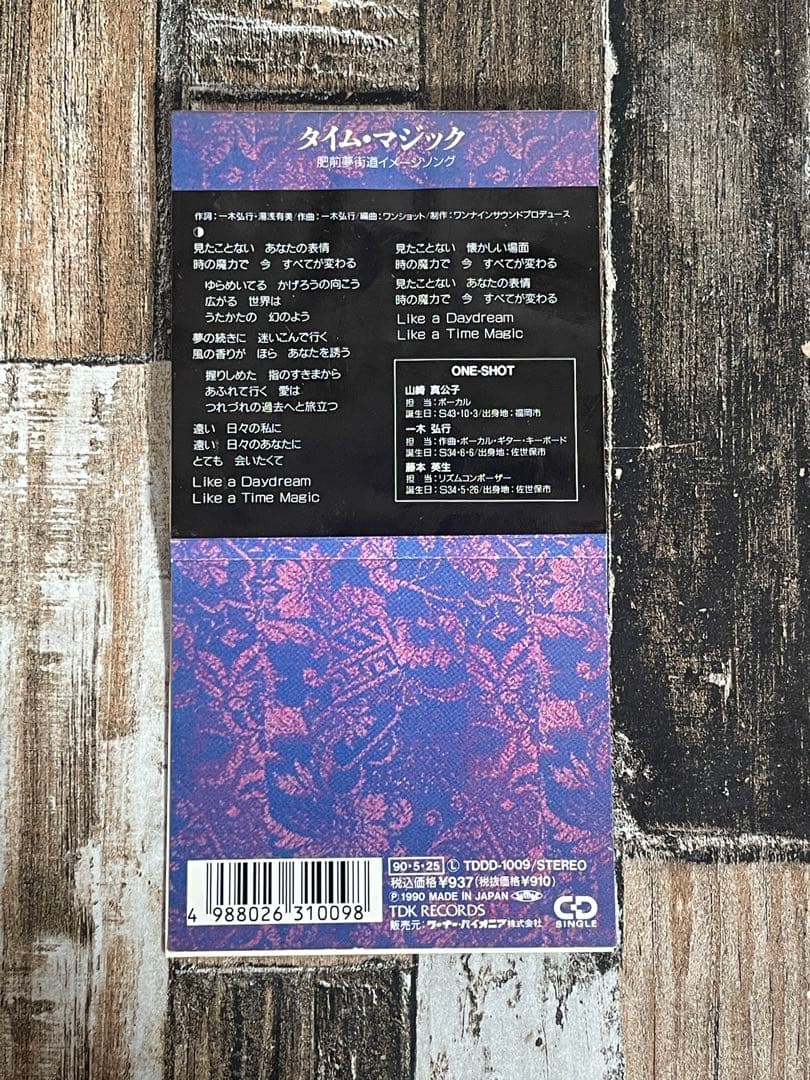 タイム・マジック
肥前夢街道イメージソング
作詞：一木弘行・湯浅有美/作曲：一木弘行/編曲：ワンショット/制作：ワンナインサウンドプロデュース
見たことない あなたの表情
時の魔力で 今 すべてが変わる
ゆらめいてる かげろうの向こう
広がる 世界は
うたかたの 幻のよう
夢の続きに 迷いこんで行く
風の香りが ほら あなたを誘う
握りしめた 指のすきまから
あふれて行く 愛は
つれづれの過去へと旅立つ
遠い 日々の私に
遠い 日々のあなたに
とても 会いたくて
Like a Daydream
Like a Time Magic
見たことない 懐かしい場面
時の魔力で 今 すべてが変わる
見たことない あなたの表情
時の魔力で 今 すべてが変わる
Like a Daydream
Like a Time Magic
ONE-SHOT
山崎 真公子
担 当：ボーカル
誕生日：S43・10・3/出身地：福岡市
一木 弘行
担 当：作曲・ボーカル・ギター・キーボード
誕生日：S34・6・6/出身地：佐世保市
藤本 英生
担 当：リズムコンポーザー
誕生日：S34・5・26/出身地：佐世保市
4 988026 310098
90・5・25 Ⓛ TDDD-1009/STEREO
税込価格¥937(税抜価格¥910)
Ⓟ 1990 MADE IN JAPAN
TDK RECORDS
販売元：ワーナー・パイオニア株式会社
CD
SINGLE